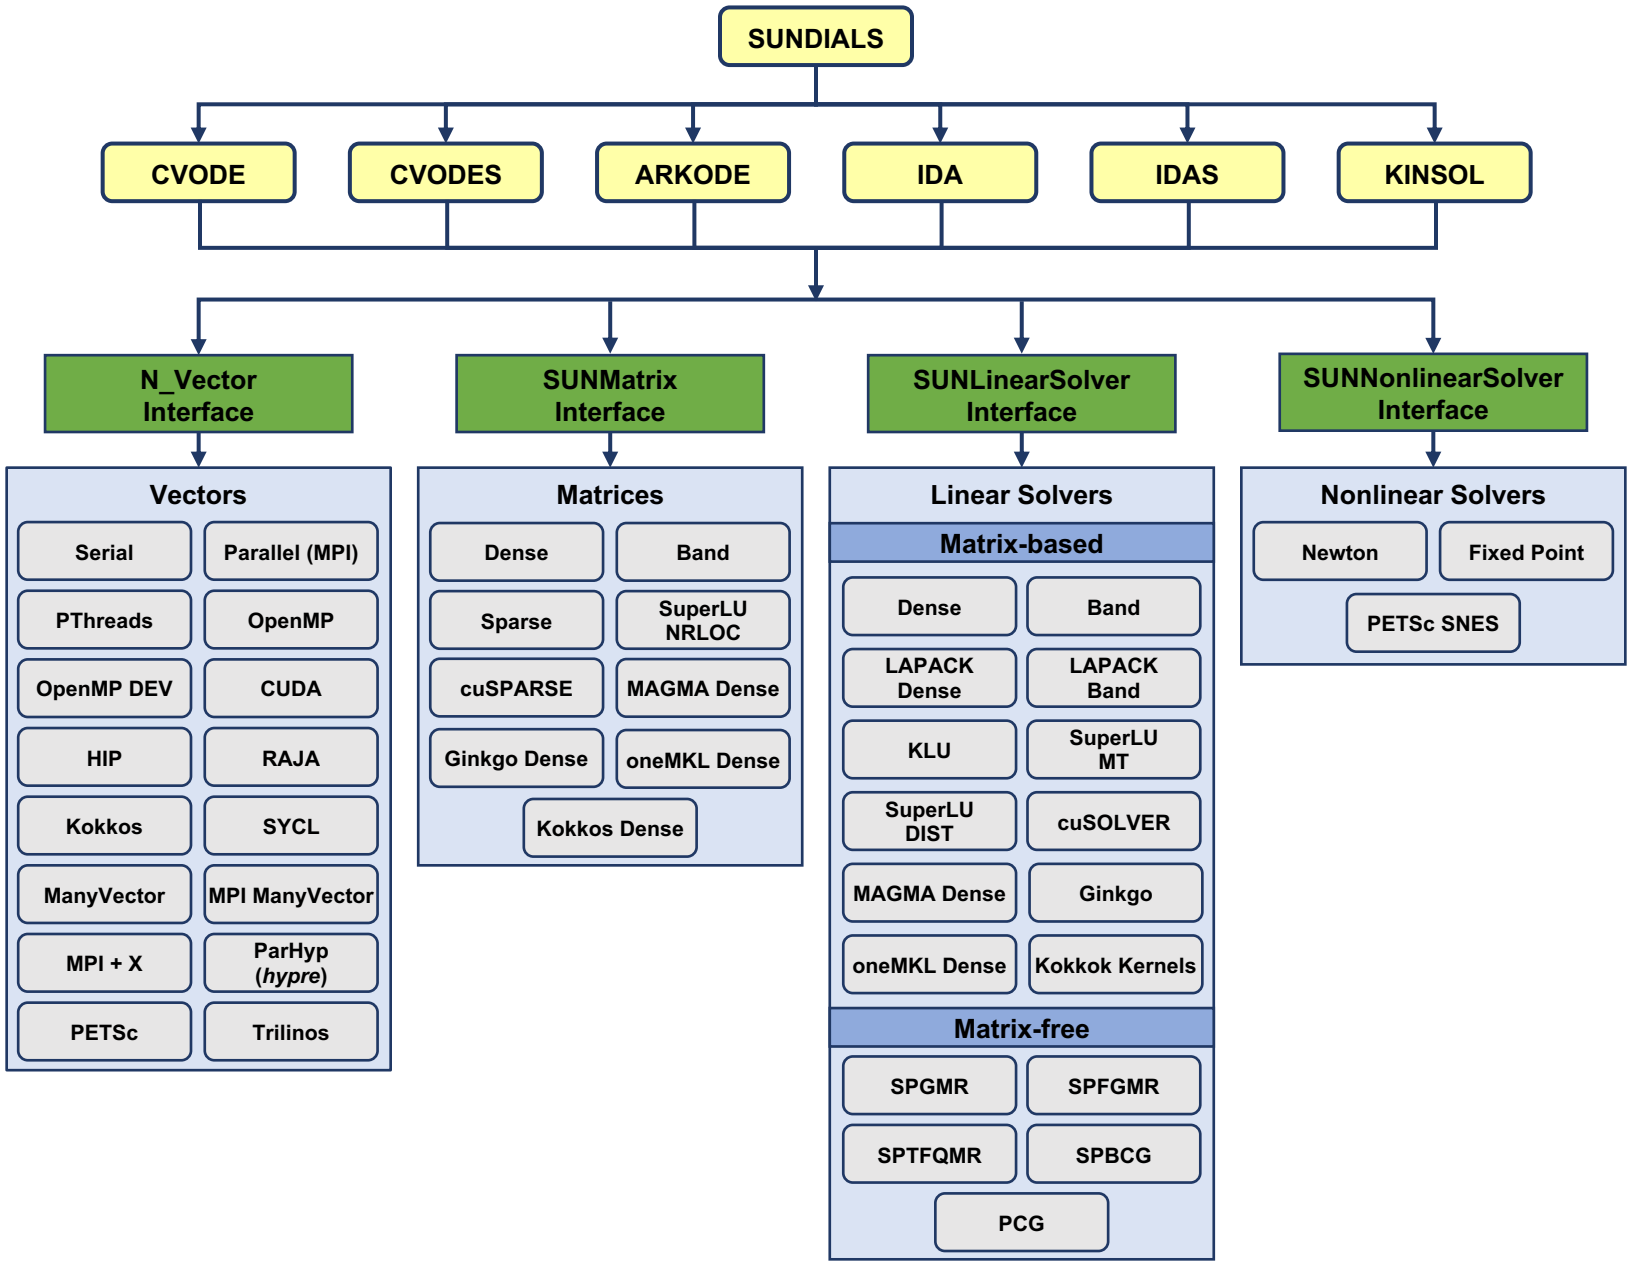 SUNDIALS
CVODE
CVODES
ARKODE
IDA
IDAS
KINSOL
N_Vector
Interface
SUNMatrix
Interface
SUNLinearSolver
Interface
SUNNonlinearSolver
Interface
Vectors
Serial
Parallel (MPI)
PThreads
OpenMP
OpenMP DEV
CUDA
HIP
RAJA
Kokkos
SYCL
ManyVector
MPI ManyVector
MPI + X
ParHyp
(hypre)
PETSc
Trilinos
Matrices
Dense
Band
Sparse
SuperLU
NRLOC
cuSPARSE
MAGMA Dense
Ginkgo Dense
oneMKL Dense
Kokkos Dense
Linear Solvers
Matrix-based
Dense
Band
LAPACK
Dense
LAPACK
Band
KLU
SuperLU
MT
SuperLU
DIST
cuSOLVER
MAGMA Dense
Ginkgo
oneMKL Dense
Kokkok Kernels
Matrix-free
SPGMR
SPFGMR
SPTFQMR
SPBCG
PCG
Nonlinear Solvers
Newton
Fixed Point
PETSc SNES